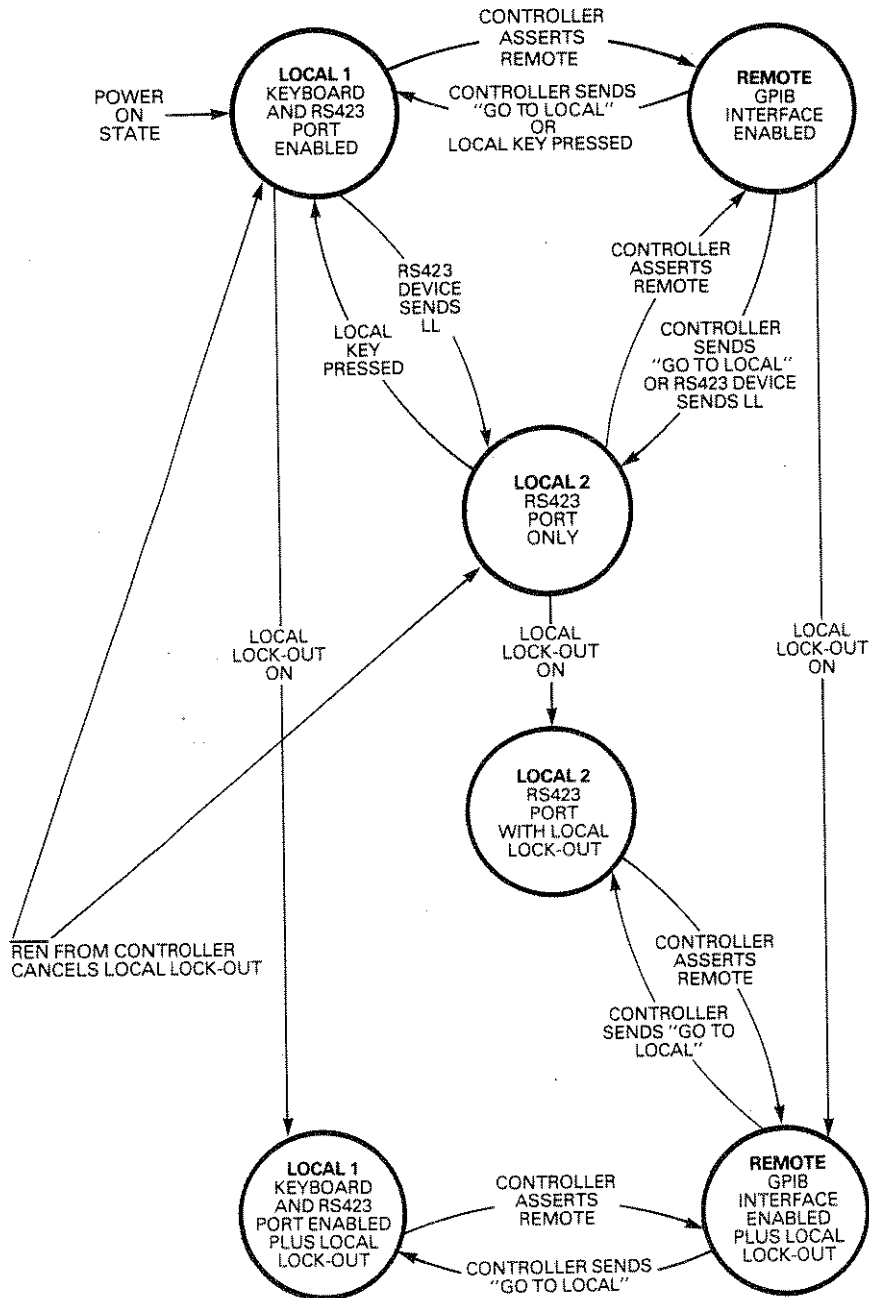 CONTROLLER
ASSERTS
REMOTE
LOCAL 1
KEYBOARD
AND RS423
PORT
ENABLED
POWER
ON
STATE
CONTROLLER SENDS
"GO TO LOCAL"
OR
LOCAL KEY PRESSED
REMOTE
GPIB
INTERFACE
ENABLED
RS423
DEVICE
SENDS
LL
LOCAL
KEY
PRESSED
CONTROLLER
ASSERTS
REMOTE
CONTROLLER
SENDS
"GO TO LOCAL"
OR RS423 DEVICE
SENDS LL
LOCAL 2
RS423
PORT
ONLY
LOCAL
LOCK-OUT
ON
LOCAL
LOCK-OUT
ON
LOCAL
LOCK-OUT
ON
LOCAL 2
RS423
PORT
WITH LOCAL
LOCK-OUT
R̅E̅N̅ FROM CONTROLLER
CANCELS LOCAL LOCK-OUT
CONTROLLER
ASSERTS
REMOTE
CONTROLLER
SENDS "GO TO
LOCAL"
LOCAL 1
KEYBOARD
AND RS423
PORT ENABLED
PLUS LOCAL
LOCK-OUT
CONTROLLER
ASSERTS
REMOTE
CONTROLLER SENDS
"GO TO LOCAL"
REMOTE
GPIB
INTERFACE
ENABLED
PLUS LOCAL
LOCK-OUT